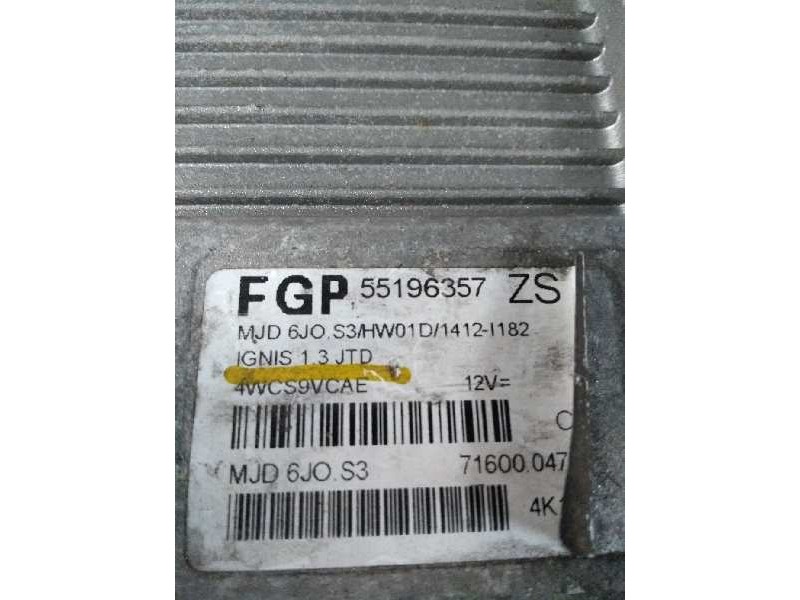 FGP 55196357 ZS
MJD 6JO.S3/HW01D/1412-I182
IGNIS 1.3 JTD
4WCS9VCAE 12V=
C
MJD 6JO.S3 71600.047
4K